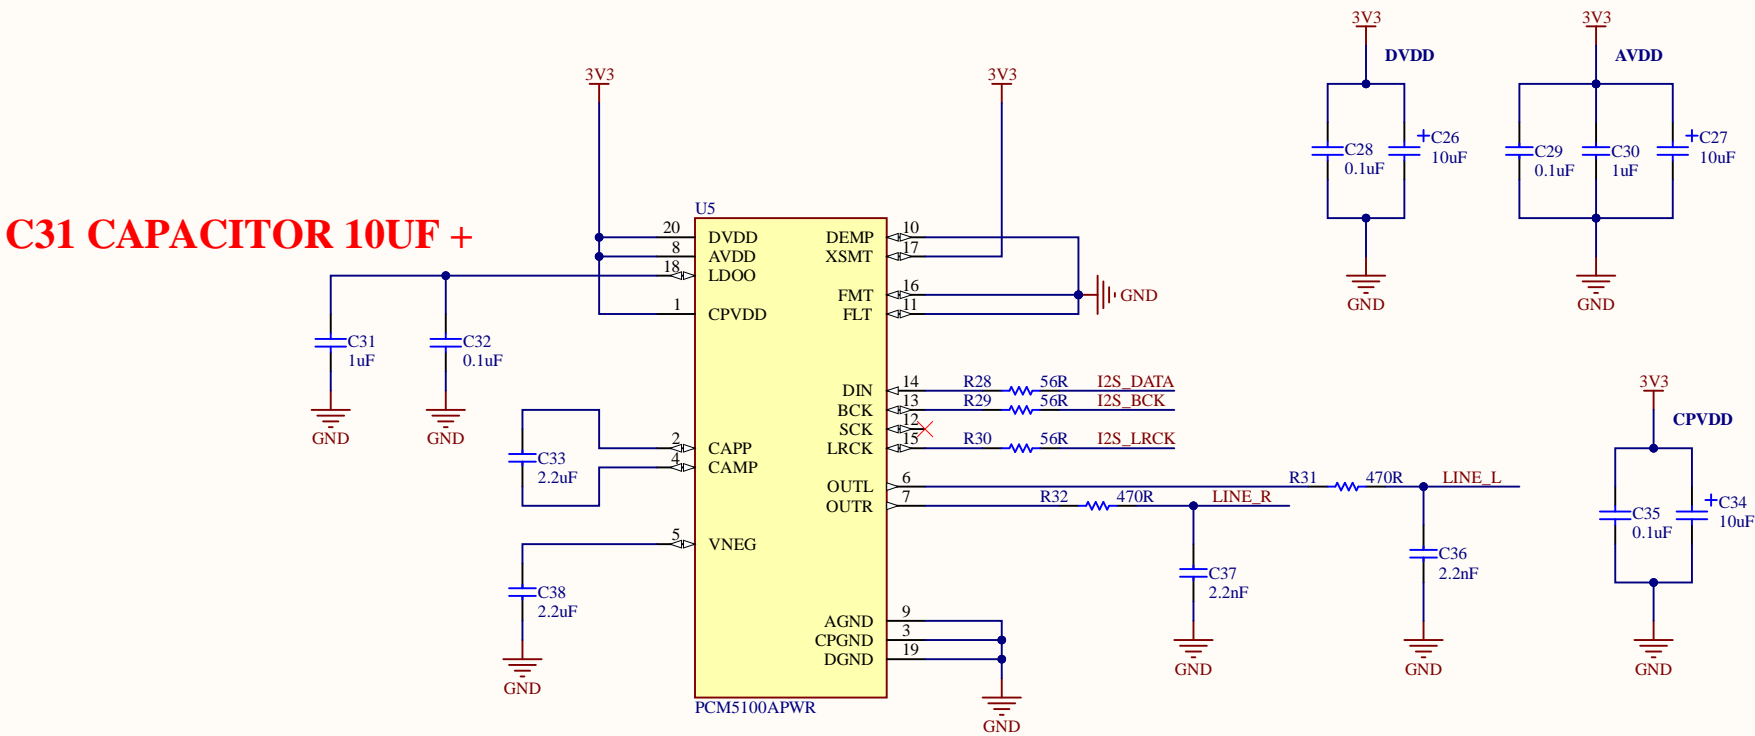 3V3
DVDD
C28
0.1uF
C26
10uF
GND
3V3
AVDD
C29
0.1uF
C30
1uF
C27
10uF
GND
3V3
3V3
C31 CAPACITOR 10UF +
U5
20 DVDD
8 AVDD
18 LDOO
1 CPVDD
2 CAPP
4 CAMP
5 VNEG
DEMP 10
XSMT 17
FMT 16
FLT 11
GND
DIN 14
BCK 13
SCK 12
LRCK 15
OUTL 6
OUTR 7
AGND 9
CPGND 3
DGND 19
PCM5100APWR
GND
C31
1uF
GND
C32
0.1uF
GND
C33
2.2uF
C38
2.2uF
GND
R28 56R I2S_DATA
R29 56R I2S_BCK
R30 56R I2S_LRCK
R31 470R LINE_L
R32 470R LINE_R
C37
2.2nF
GND
C36
2.2nF
GND
3V3
CPVDD
C35
0.1uF
C34
10uF
GND